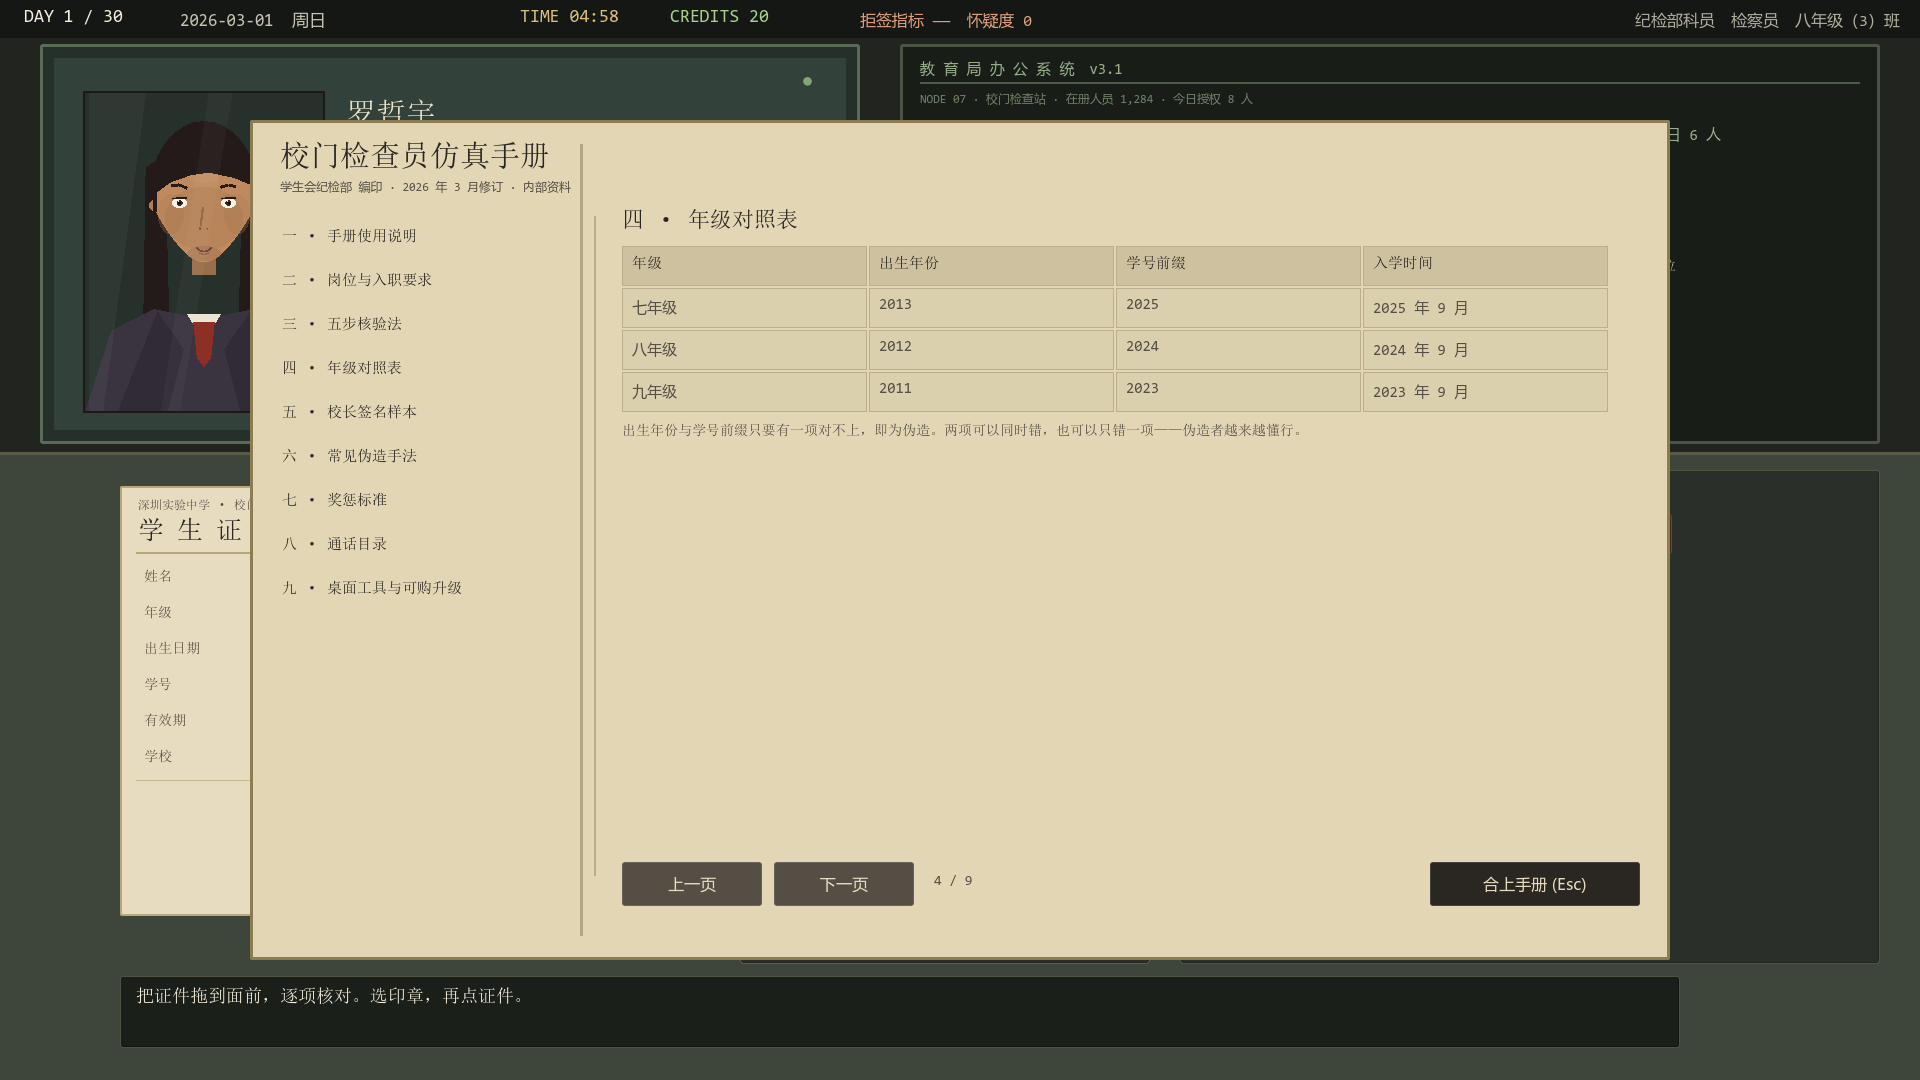 DAY 1 / 30 2026-03-01 周日 TIME 04:58 CREDITS 20 拒签指标 —— 怀疑度 0 纪检部科员 检察员 八年级 (3) 班
罗哲宇
教育局办公系统 v3.1
NODE 07 · 校门检查站 · 在册人员 1,284 · 今日授权 8 人
日 6 人
校门检查员仿真手册
学生会纪检部 编印 · 2026 年 3 月修订 · 内部资料
一 • 手册使用说明
二 • 岗位与入职要求
三 • 五步核验法
四 • 年级对照表
五 • 校长签名样本
六 • 常见伪造手法
七 • 奖惩标准
八 • 通话目录
九 • 桌面工具与可购升级
四 • 年级对照表
年级 出生年份 学号前缀 入学时间
七年级 2013 2025 2025 年 9 月
八年级 2012 2024 2024 年 9 月
九年级 2011 2023 2023 年 9 月
出生年份与学号前缀只要有一项对不上，即为伪造。两项可以同时错，也可以只错一项——伪造者越来越懂行。
上一页 下一页 4 / 9 合上手册 (Esc)
深圳实验中学 • 校
学生证
姓名
年级
出生日期
学号
有效期
学校
把证件拖到面前，逐项核对。选印章，再点证件。